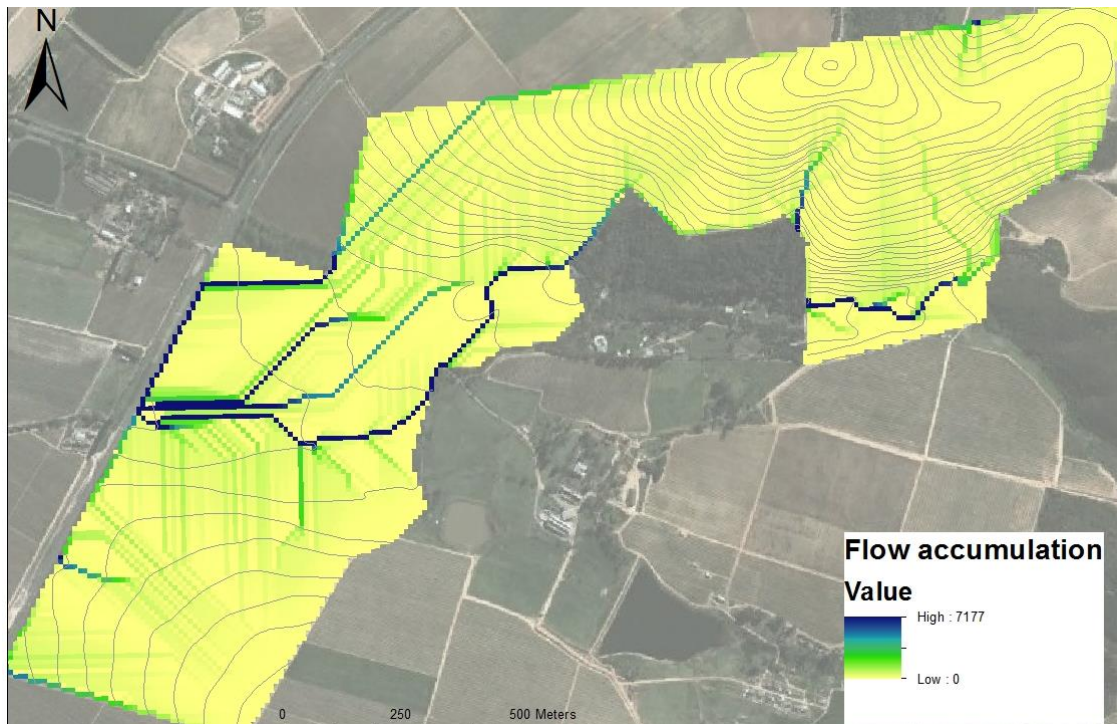 N
Flow accumulation
Value
High : 7177
Low : 0
0 250 500 Meters